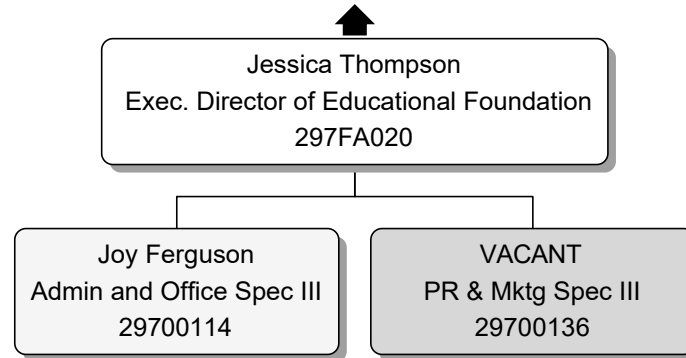 Jessica Thompson
Exec. Director of Educational Foundation
297FA020
Joy Ferguson
Admin and Office Spec III
29700114
VACANT
PR & Mktg Spec III
29700136